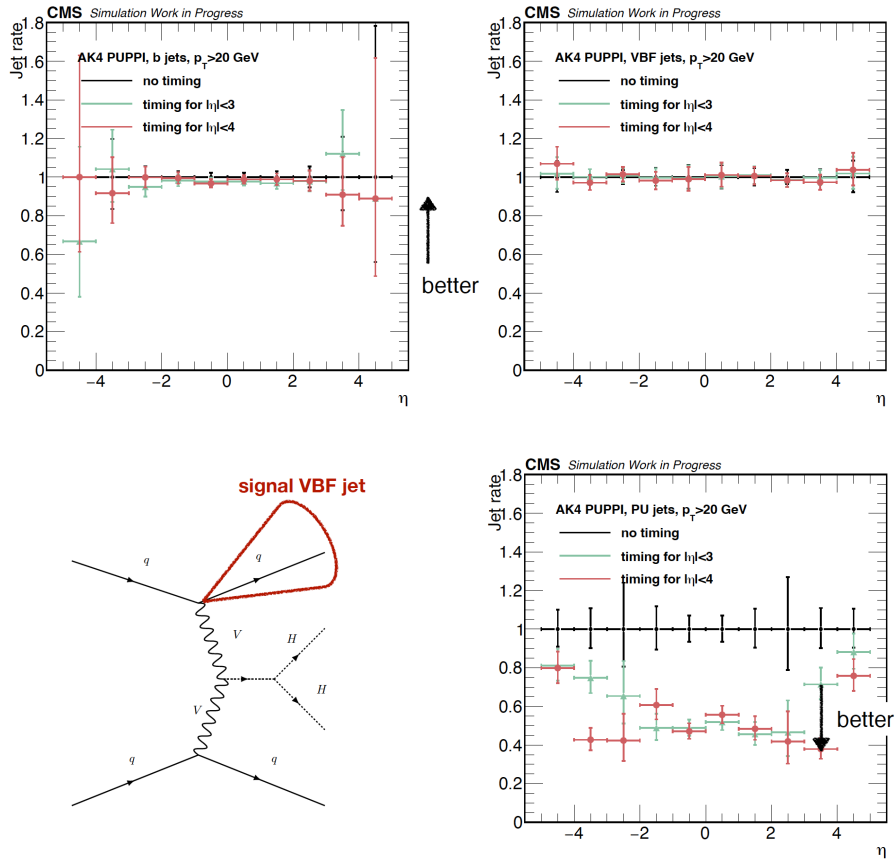 CMS Simulation Work in Progress
Jet rate
1.8
1.6
1.4
1.2
1
0.8
0.6
0.4
0.2
0
AK4 PUPPI, b jets, p_T>20 GeV
no timing
timing for |η|<3
timing for |η|<4
−4 −2 0 2 4
η
better
CMS Simulation Work in Progress
Jet rate
1.8
1.6
1.4
1.2
1
0.8
0.6
0.4
0.2
0
AK4 PUPPI, VBF jets, p_T>20 GeV
no timing
timing for |η|<3
timing for |η|<4
−4 −2 0 2 4
η
signal VBF jet
q
q
V
H
H
V
q
q
CMS Simulation Work in Progress
Jet rate
1.8
1.6
1.4
1.2
1
0.8
0.6
0.4
0.2
0
AK4 PUPPI, PU jets, p_T>20 GeV
no timing
timing for |η|<3
timing for |η|<4
better
−4 −2 0 2 4
η